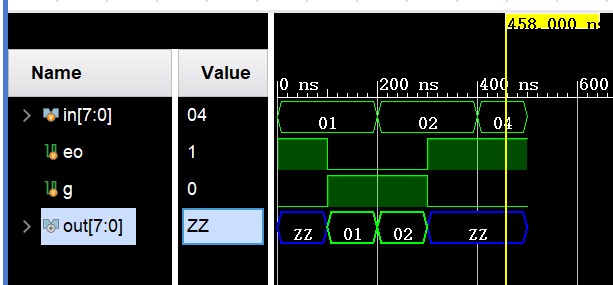 458.000 ns
Name Value
0 ns 200 ns 400 ns 600
in[7:0] 04 01 02 04
eo 1
g 0
out[7:0] ZZ ZZ 01 02 ZZ